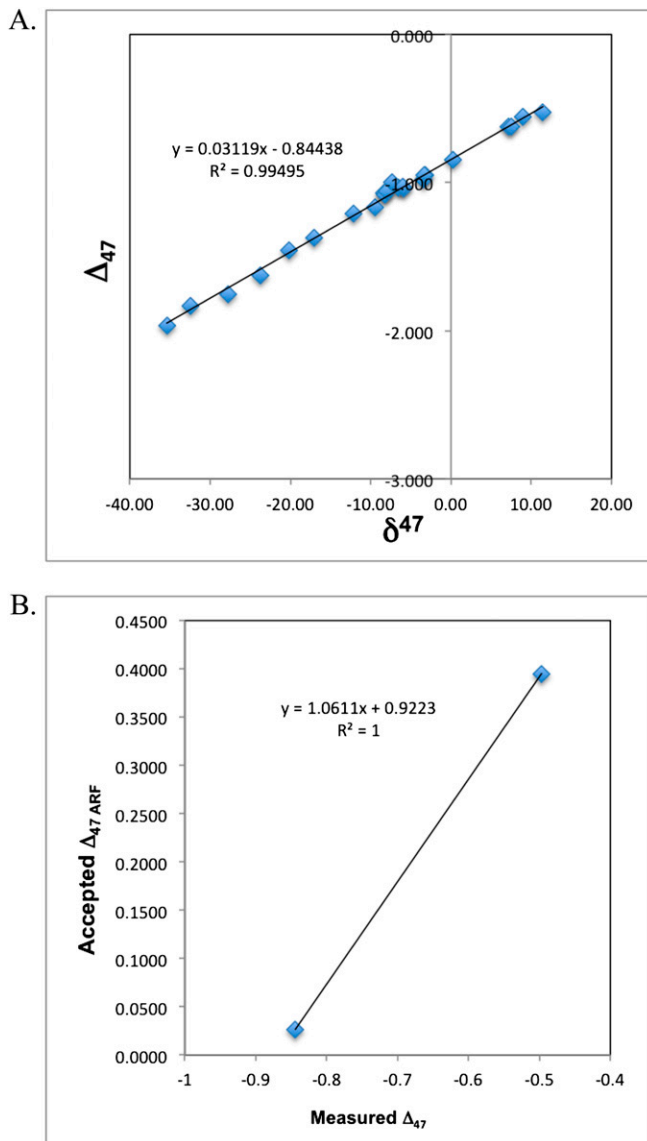 A.
0.000
y = 0.03119x - 0.84438
R² = 0.99495
-1.000
Δ47
-2.000
-3.000
-40.00 -30.00 -20.00 -10.00 0.00 10.00 20.00
δ47
B.
0.4500
0.4000
y = 1.0611x + 0.9223
R² = 1
0.3500
0.3000
0.2500
0.2000
0.1500
0.1000
0.0500
0.0000
Accepted Δ47 ARF
-1 -0.9 -0.8 -0.7 -0.6 -0.5 -0.4
Measured Δ47